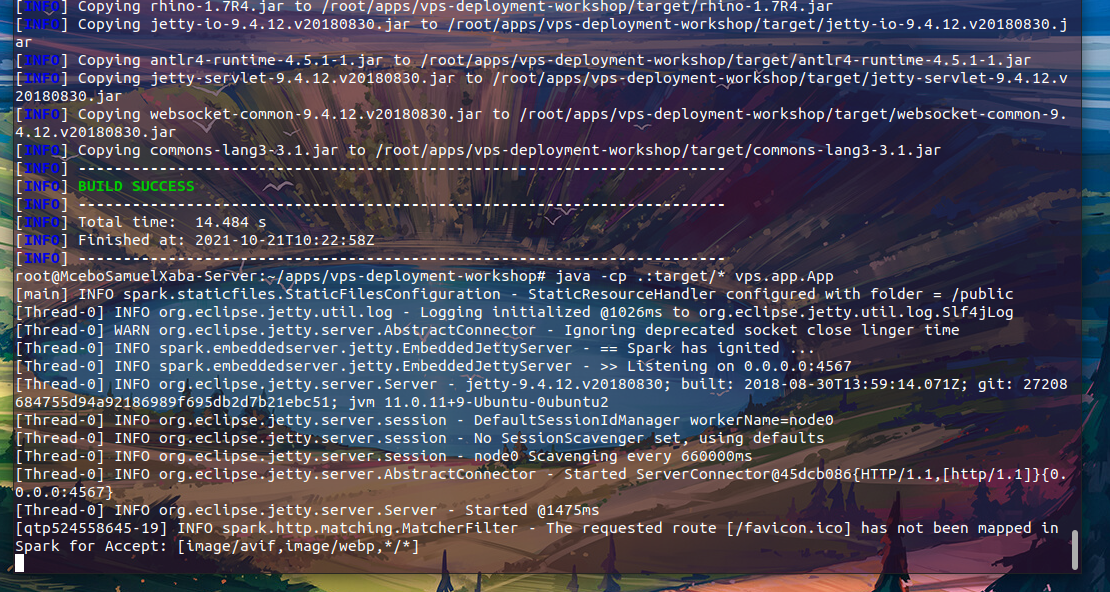 [INFO] Copying rhino-1.7R4.jar to /root/apps/vps-deployment-workshop/target/rhino-1.7R4.jar
[INFO] Copying jetty-io-9.4.12.v20180830.jar to /root/apps/vps-deployment-workshop/target/jetty-io-9.4.12.v20180830.j
ar
[INFO] Copying antlr4-runtime-4.5.1-1.jar to /root/apps/vps-deployment-workshop/target/antlr4-runtime-4.5.1-1.jar
[INFO] Copying jetty-servlet-9.4.12.v20180830.jar to /root/apps/vps-deployment-workshop/target/jetty-servlet-9.4.12.v
20180830.jar
[INFO] Copying websocket-common-9.4.12.v20180830.jar to /root/apps/vps-deployment-workshop/target/websocket-common-9.
4.12.v20180830.jar
[INFO] Copying commons-lang3-3.1.jar to /root/apps/vps-deployment-workshop/target/commons-lang3-3.1.jar
[INFO] ------------------------------------------------------------------------
[INFO] BUILD SUCCESS
[INFO] ------------------------------------------------------------------------
[INFO] Total time:  14.484 s
[INFO] Finished at: 2021-10-21T10:22:58Z
[INFO] ------------------------------------------------------------------------
root@MceboSamuelXaba-Server:~/apps/vps-deployment-workshop# java -cp .:target/* vps.app.App
[main] INFO spark.staticfiles.StaticFilesConfiguration - StaticResourceHandler configured with folder = /public
[Thread-0] INFO org.eclipse.jetty.util.log - Logging initialized @1026ms to org.eclipse.jetty.util.log.Slf4jLog
[Thread-0] WARN org.eclipse.jetty.server.AbstractConnector - Ignoring deprecated socket close linger time
[Thread-0] INFO spark.embeddedserver.jetty.EmbeddedJettyServer - == Spark has ignited ...
[Thread-0] INFO spark.embeddedserver.jetty.EmbeddedJettyServer - >> Listening on 0.0.0.0:4567
[Thread-0] INFO org.eclipse.jetty.server.Server - jetty-9.4.12.v20180830; built: 2018-08-30T13:59:14.071Z; git: 27208
684755d94a92186989f695db2d7b21ebc51; jvm 11.0.11+9-Ubuntu-0ubuntu2
[Thread-0] INFO org.eclipse.jetty.server.session - DefaultSessionIdManager workerName=node0
[Thread-0] INFO org.eclipse.jetty.server.session - No SessionScavenger set, using defaults
[Thread-0] INFO org.eclipse.jetty.server.session - node0 Scavenging every 660000ms
[Thread-0] INFO org.eclipse.jetty.server.AbstractConnector - Started ServerConnector@45dcb086{HTTP/1.1,[http/1.1]}{0.
0.0.0:4567}
[Thread-0] INFO org.eclipse.jetty.server.Server - Started @1475ms
[qtp524558645-19] INFO spark.http.matching.MatcherFilter - The requested route [/favicon.ico] has not been mapped in
Spark for Accept: [image/avif,image/webp,*/*]